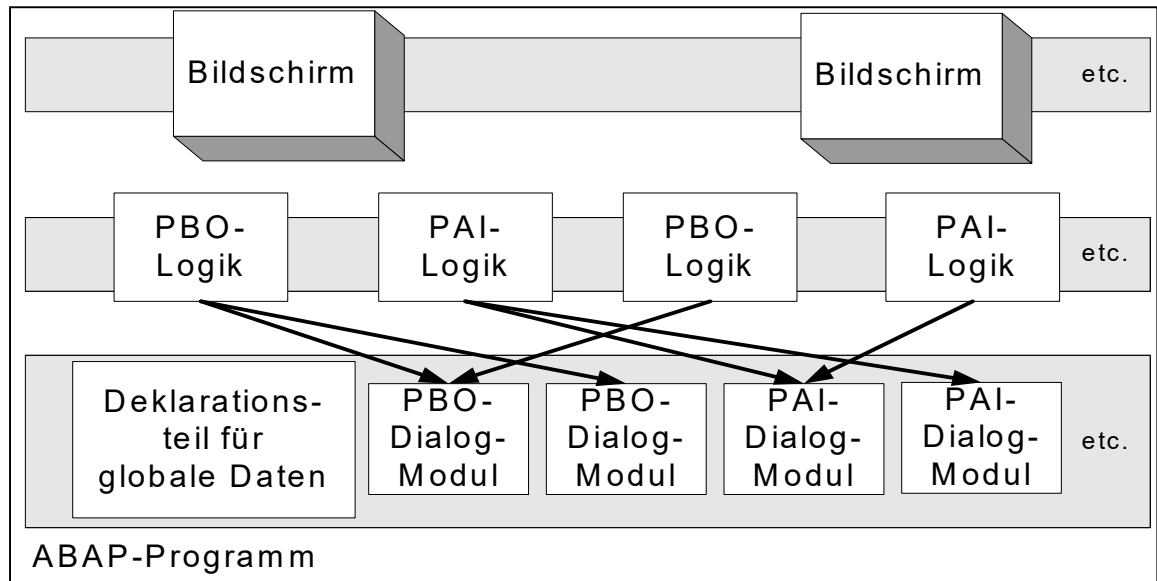 Bildschirm
Bildschirm
etc.
PBO-
Logik
PAI-
Logik
PBO-
Logik
PAI-
Logik
etc.
Deklarations-
teil für
globale Daten
PBO-
Dialog-
Modul
PBO-
Dialog-
Modul
PAI-
Dialog-
Modul
PAI-
Dialog-
Modul
etc.
ABAP-Programm